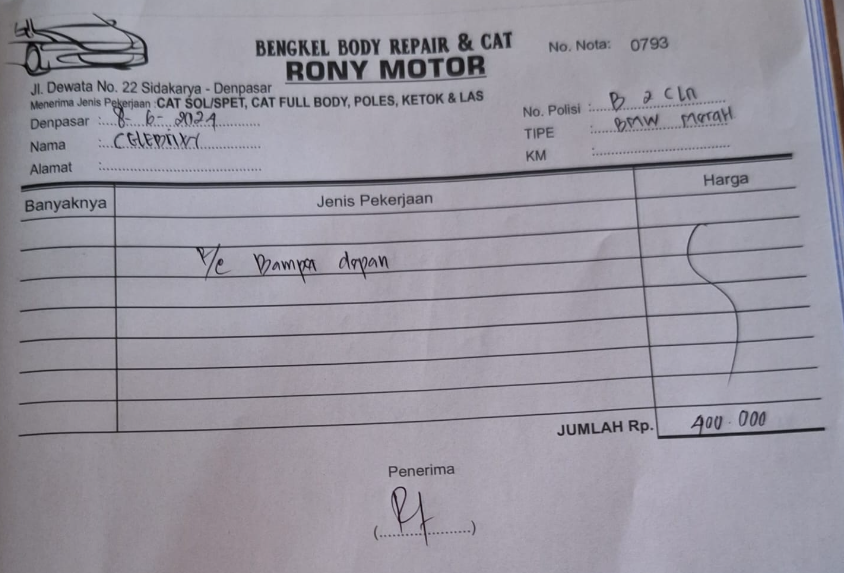 BENGKEL BODY REPAIR & CAT
RONY MOTOR
No. Nota: 0793
Jl. Dewata No. 22 Sidakarya - Denpasar
Menerima Jenis Pekerjaan : CAT SOL/SPET, CAT FULL BODY, POLES, KETOK & LAS
Denpasar : 8-6-2024
Nama :
Alamat :
No. Polisi : B 2 CLA
TIPE : BMW Merah
KM :
Banyaknya Jenis Pekerjaan Harga
Bampa depan
JUMLAH Rp. 400.000
Penerima